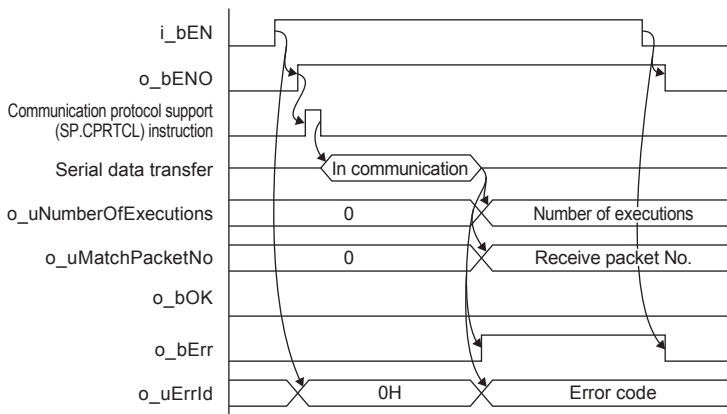 i_bEN
o_bENO
Communication protocol support
(SP.CPRTCL) instruction
Serial data transfer
In communication
o_uNumberOfExecutions
0
Number of executions
o_uMatchPacketNo
0
Receive packet No.
o_bOK
o_bErr
o_uErrId
0H
Error code